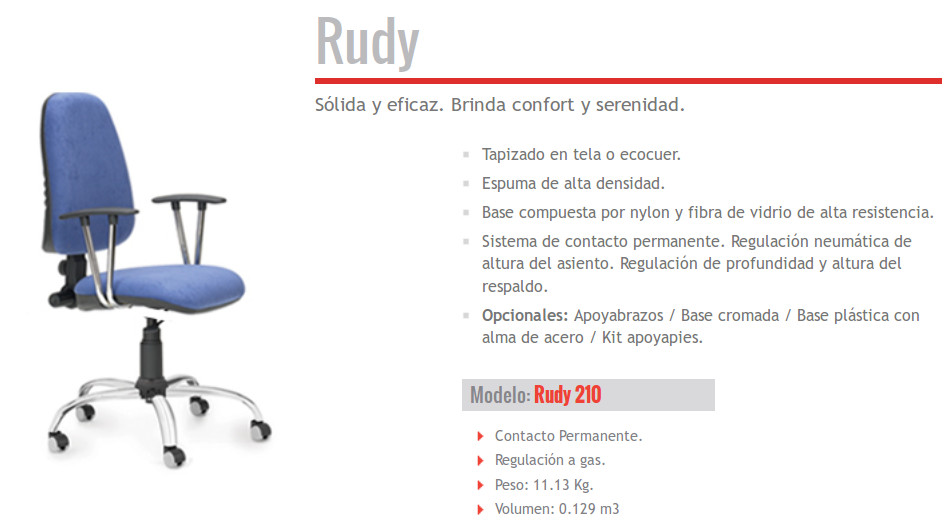 Rudy
Sólida y eficaz. Brinda confort y serenidad.
Tapizado en tela o ecocuer.
Espuma de alta densidad.
Base compuesta por nylon y fibra de vidrio de alta resistencia.
Sistema de contacto permanente. Regulación neumática de
altura del asiento. Regulación de profundidad y altura del
respaldo.
Opcionales: Apoyabrazos / Base cromada / Base plástica con
alma de acero / Kit apoyapies.
Modelo: Rudy 210
Contacto Permanente.
Regulación a gas.
Peso: 11.13 Kg.
Volumen: 0.129 m3